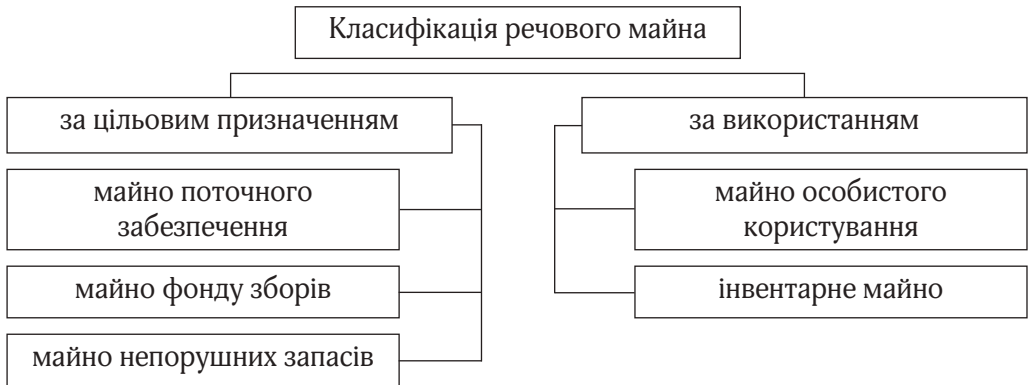 Класифікація речового майна
за цільовим призначенням
майно поточного
забезпечення
майно фонду зборів
майно непорушних запасів
за використанням
майно особистого
користування
інвентарне майно